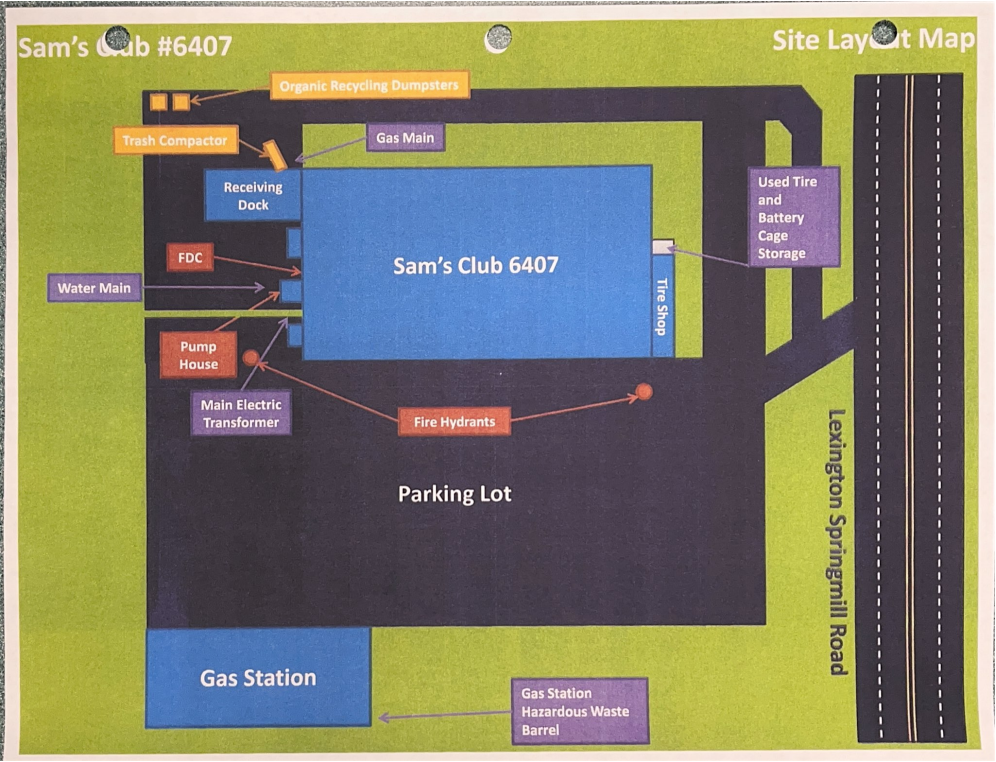 Sam's Club #6407
Site Layout Map
Organic Recycling Dumpsters
Trash Compactor
Gas Main
Receiving
Dock
Used Tire
and
Battery
Cage
Storage
FDC
Sam's Club 6407
Water Main
Tire Shop
Pump
House
Main Electric
Transformer
Fire Hydrants
Parking Lot
Lexington Springmill Road
Gas Station
Gas Station
Hazardous Waste
Barrel